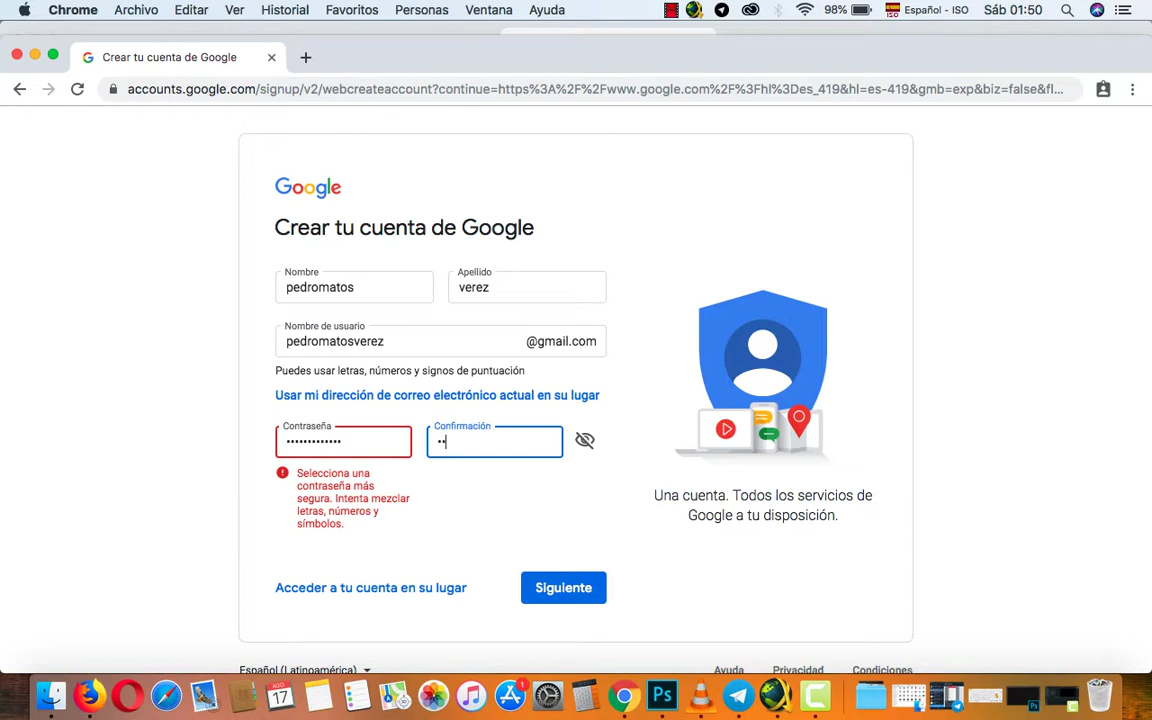 Chrome Archivo Editar Ver Historial Favoritos Personas Ventana Ayuda 98% ISO Español - ISO Sáb 01:50
Crear tu cuenta de Google
accounts.google.com/signup/v2/webcreateaccount?continue=https%3A%2F%2Fwww.google.com%2F%3Fhl%3Des_419&hl=es-419&gmb=exp&biz=false&fl...
Google
Crear tu cuenta de Google
Nombre Apellido
pedromatos verez
Nombre de usuario
pedromatosverez @gmail.com
Puedes usar letras, números y signos de puntuación
Usar mi dirección de correo electrónico actual en su lugar
Contraseña Confirmación
••••••••••••• ••
Selecciona una
contraseña más
segura. Intenta mezclar
letras, números y
símbolos.
Una cuenta. Todos los servicios de
Google a tu disposición.
Acceder a tu cuenta en su lugar Siguiente
Español (Latinoamérica) Ayuda Privacidad Condiciones
AGO
17
1
Ps